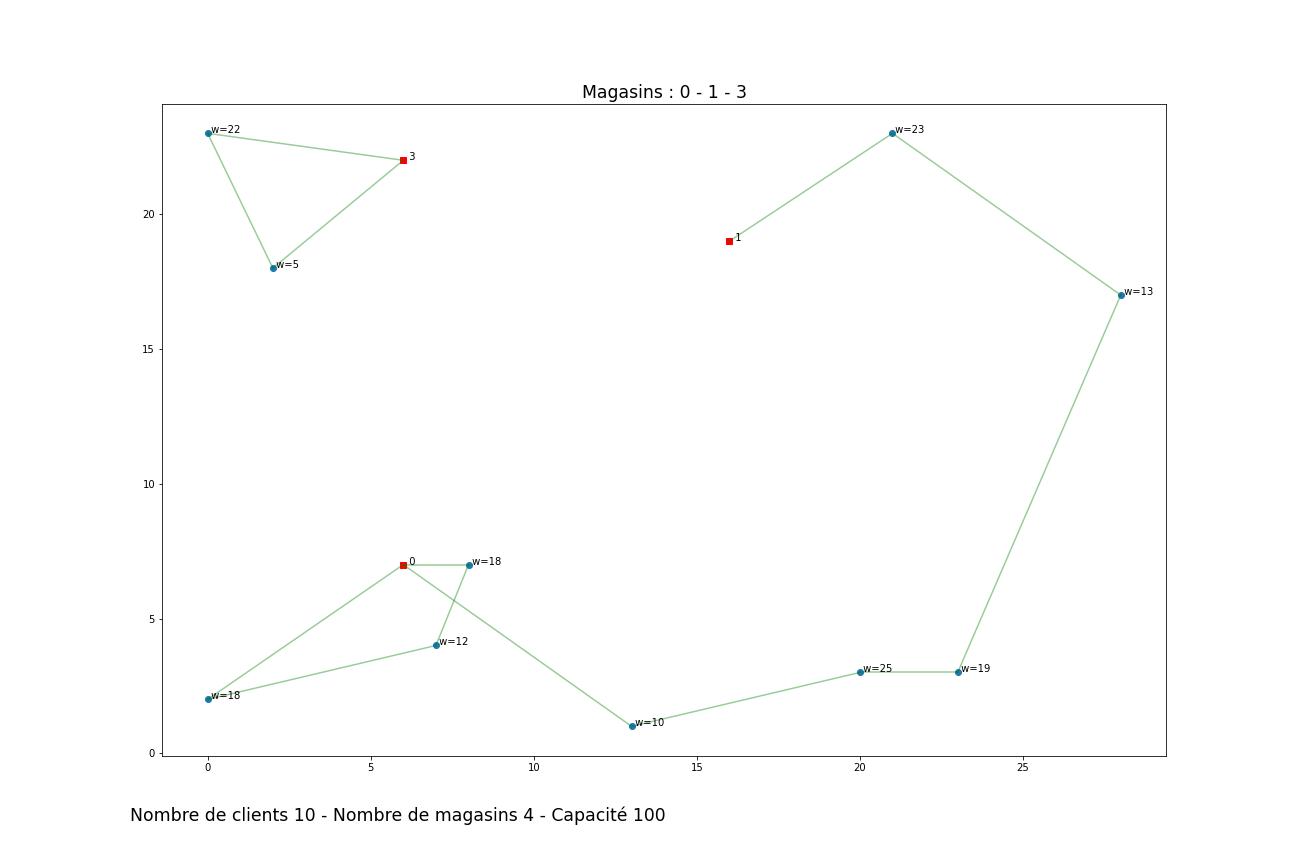 Magasins : 0 - 1 - 3
w=22
w=23
3
20
1
w=5
w=13
15
10
0
w=18
5
w=12
w=25
w=19
w=18
w=10
0
0
5
10
15
20
25
Nombre de clients 10 - Nombre de magasins 4 - Capacité 100